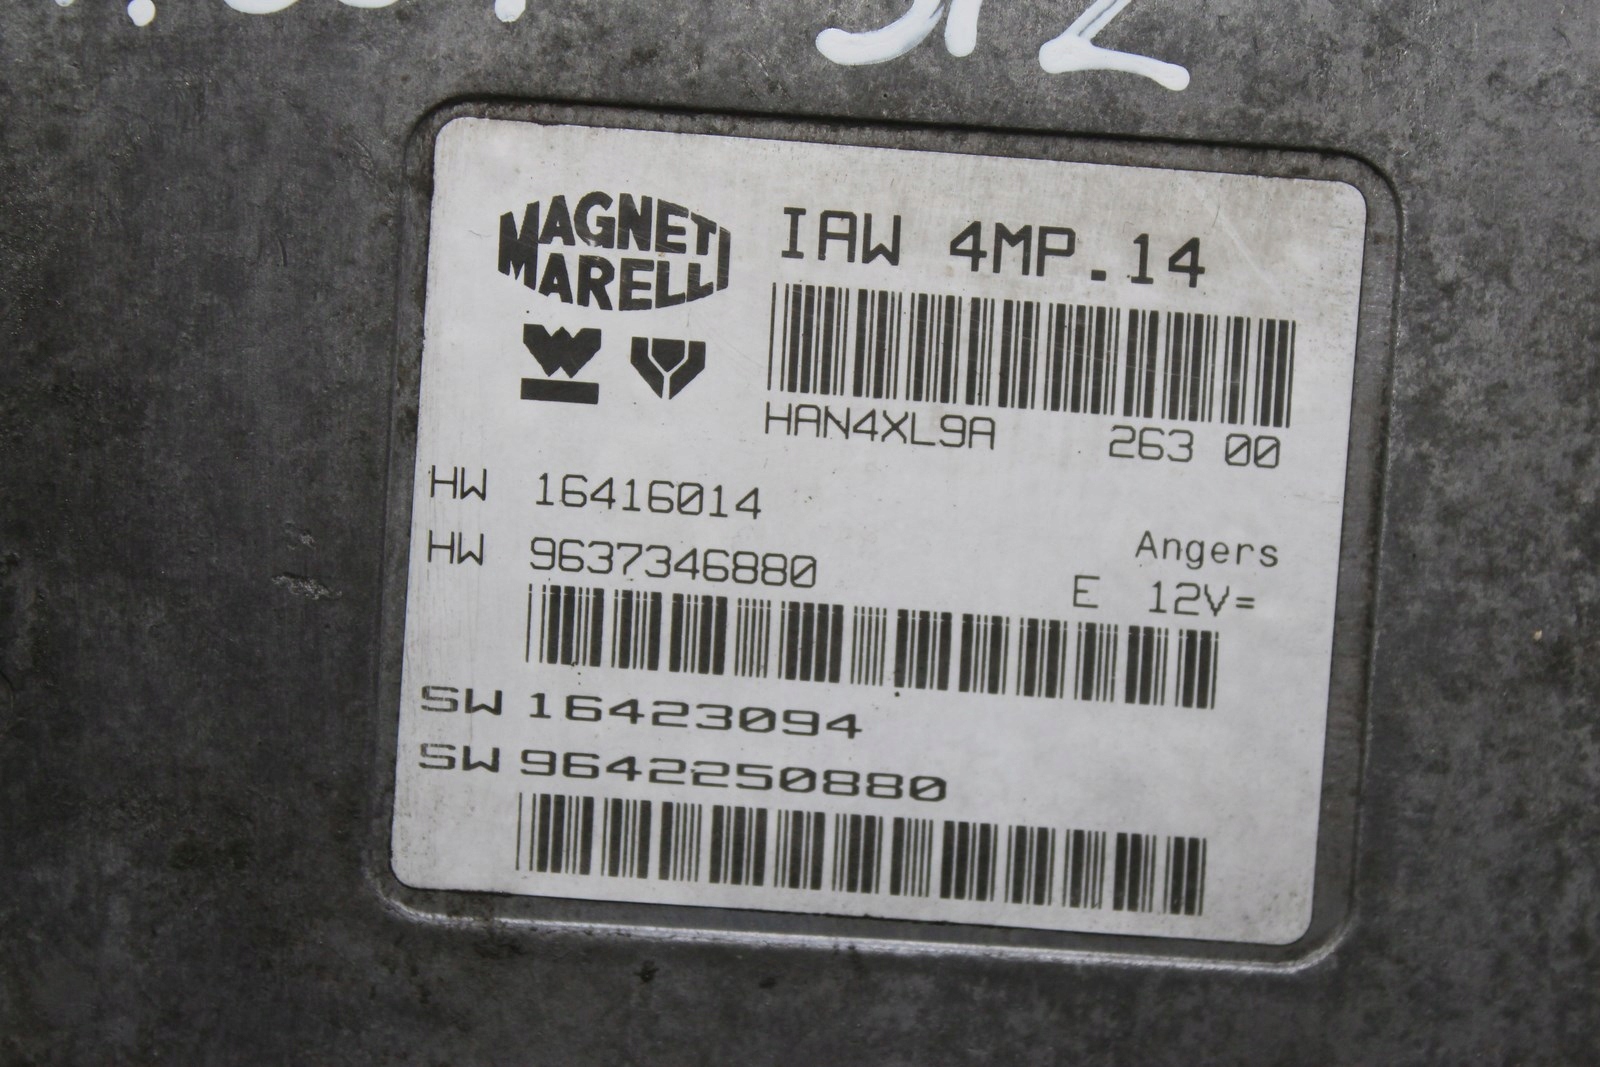 MAGNETI
MARELLI
IAW 4MP.14
HAN4XL9A 263 00
HW 16416014
HW 9637346880
Angers
E 12V=
SW 16423094
SW 9642250880